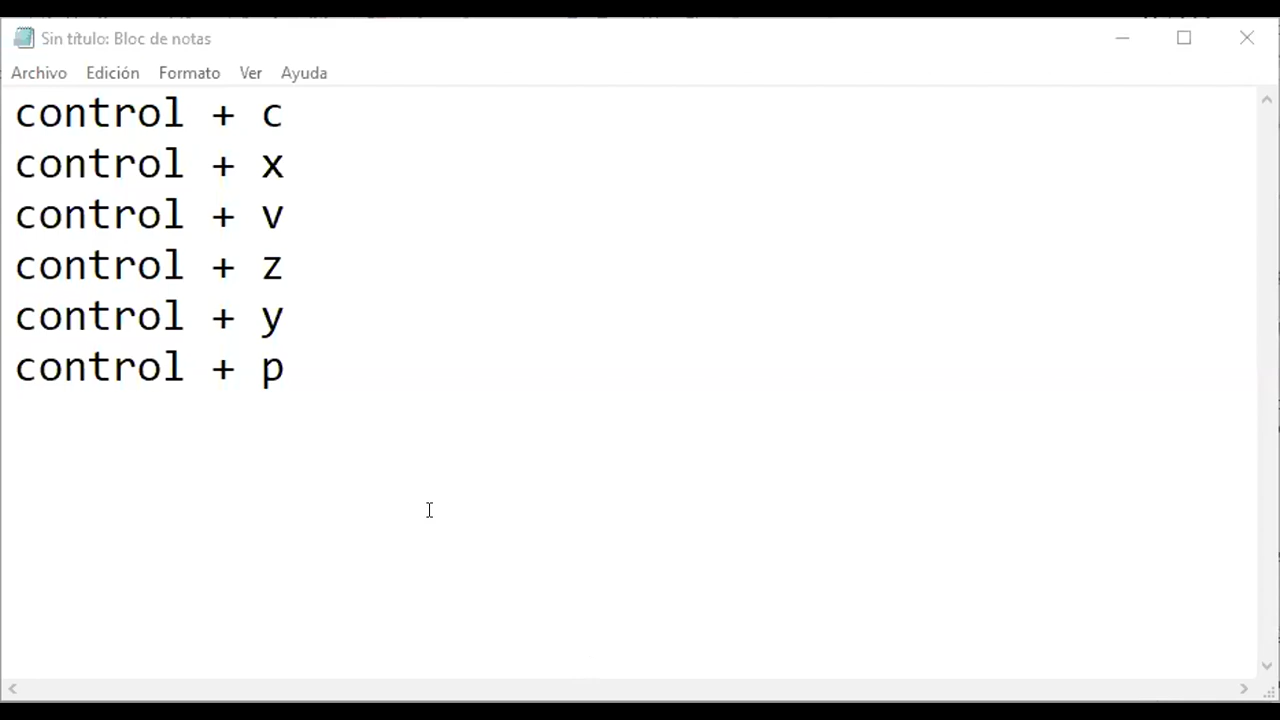 Sin título: Bloc de notas
Archivo Edición Formato Ver Ayuda
control + c
control + x
control + v
control + z
control + y
control + p